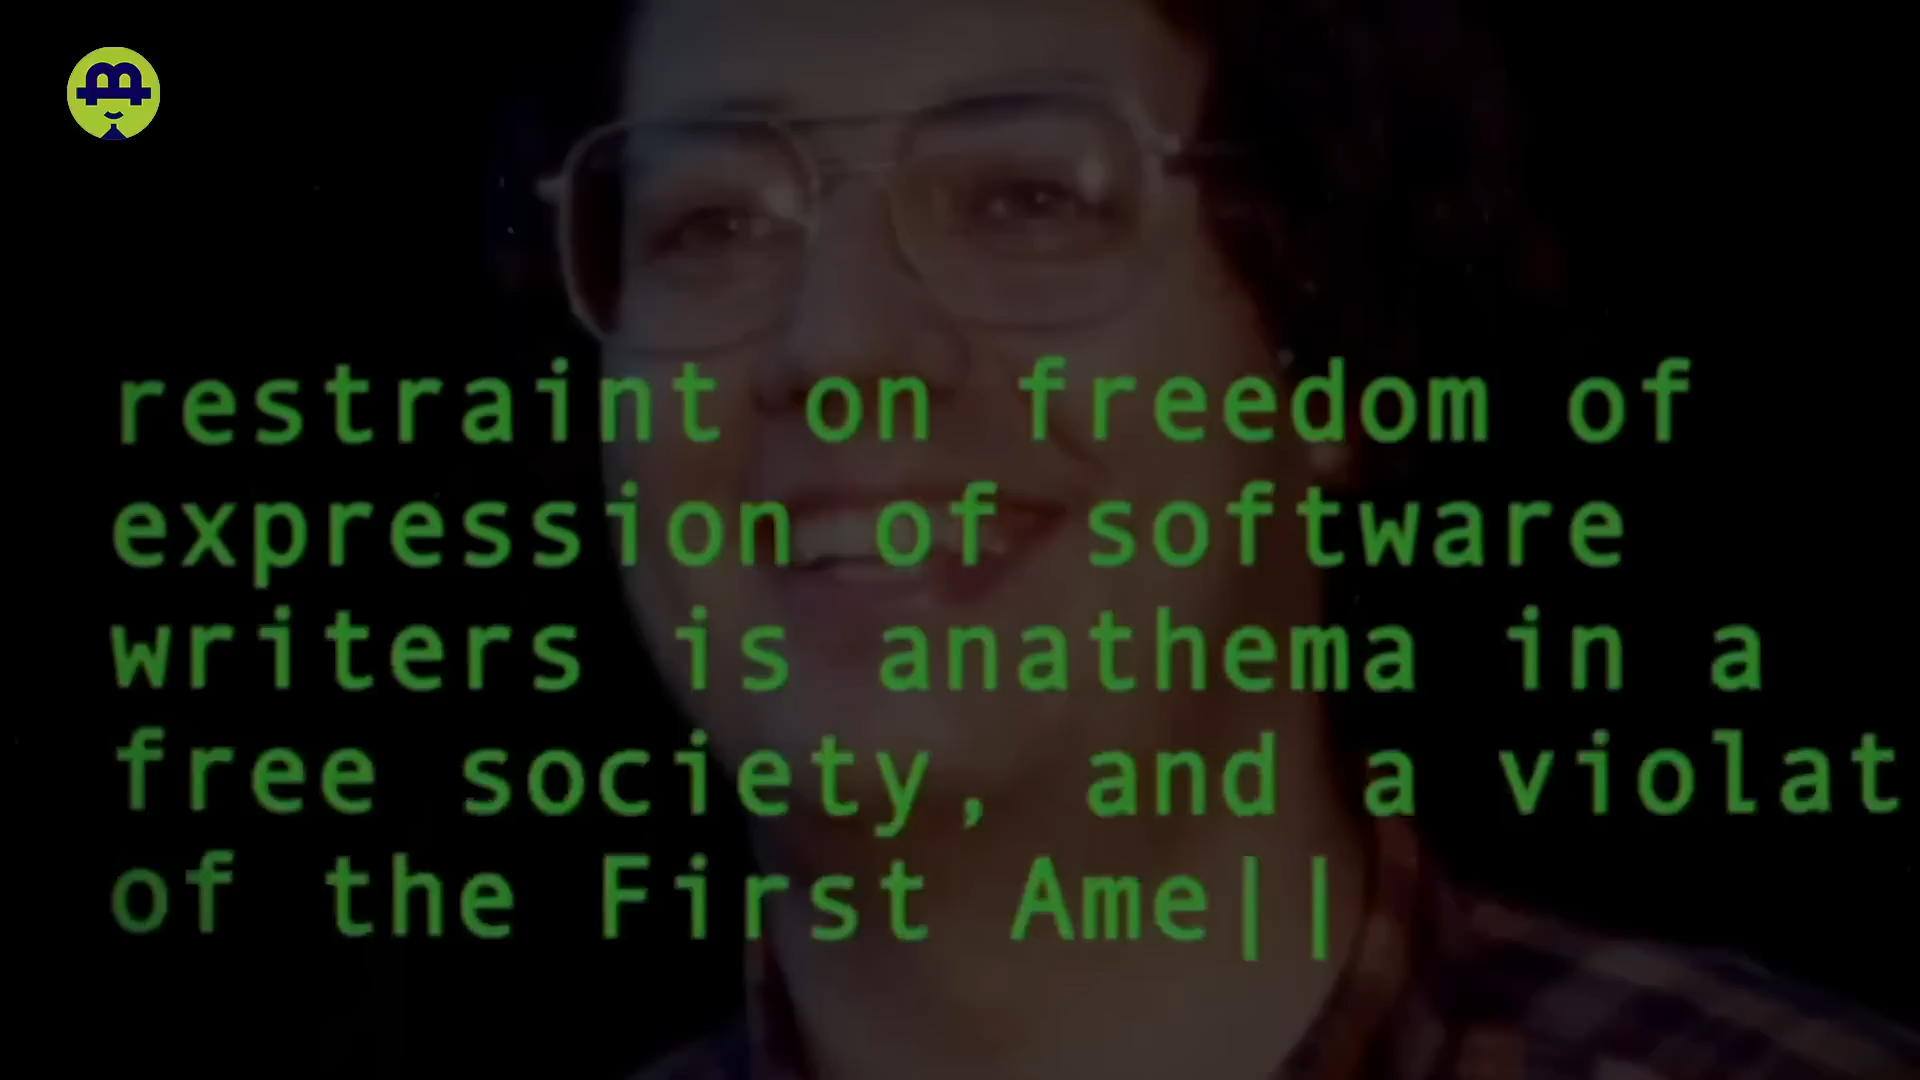 restraint on freedom of
expression of software
writers is anathema in a
free society, and a violat
of the First Ame||